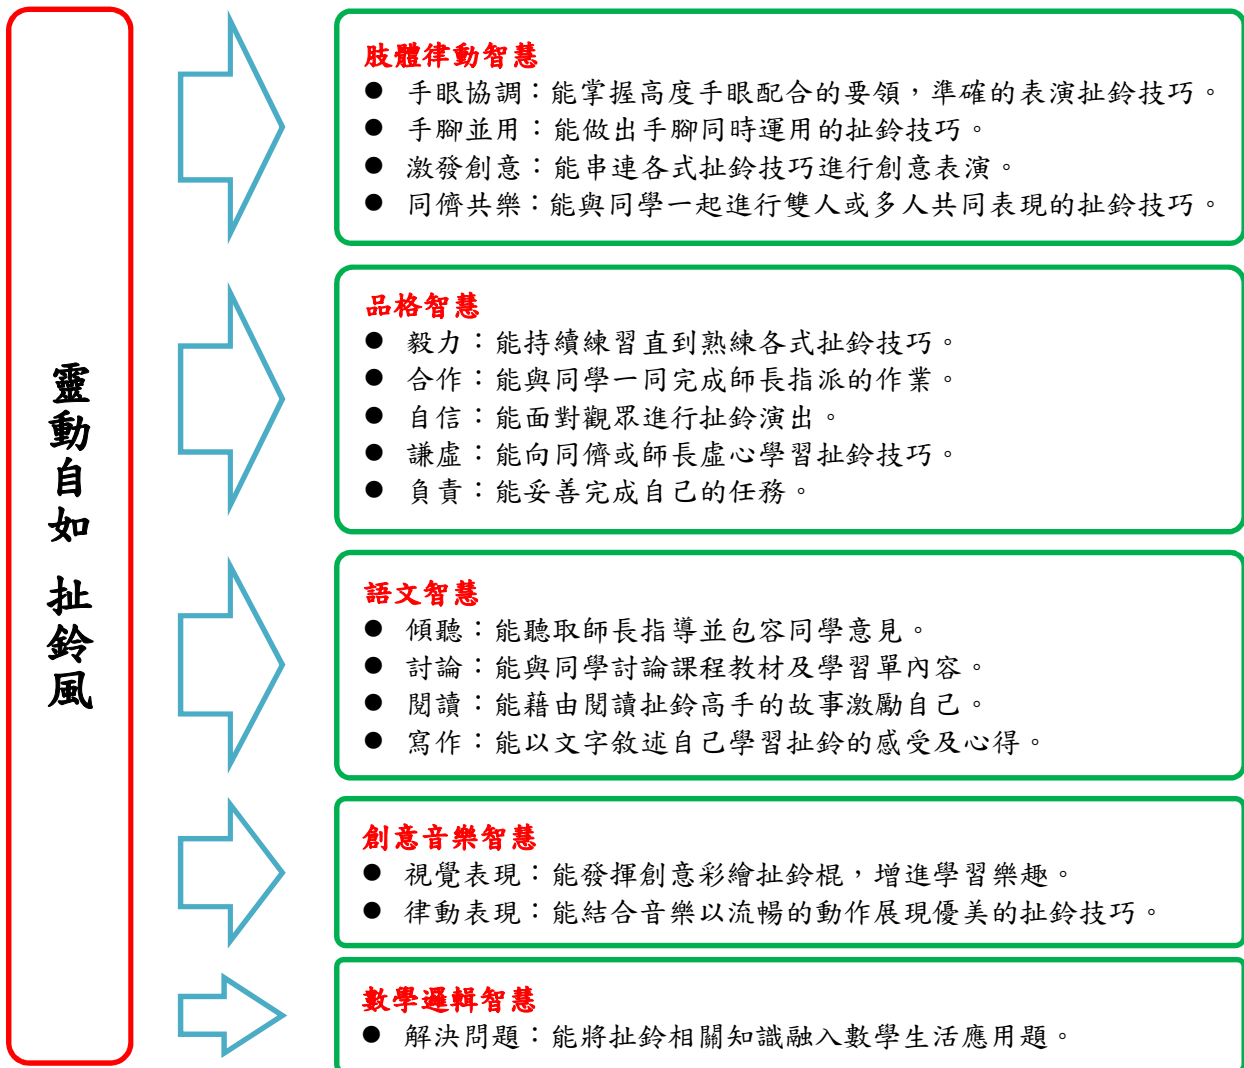 靈動自如 扯鈴風
肢體律動智慧
● 手眼協調：能掌握高度手眼配合的要領，準確的表演扯鈴技巧。
● 手腳並用：能做出手腳同時運用的扯鈴技巧。
● 激發創意：能串連各式扯鈴技巧進行創意表演。
● 同儕共樂：能與同學一起進行雙人或多人共同表現的扯鈴技巧。
品格智慧
● 毅力：能持續練習直到熟練各式扯鈴技巧。
● 合作：能與同學一同完成師長指派的作業。
● 自信：能面對觀眾進行扯鈴演出。
● 謙虛：能向同儕或師長虛心學習扯鈴技巧。
● 負責：能妥善完成自己的任務。
語文智慧
● 傾聽：能聽取師長指導並包容同學意見。
● 討論：能與同學討論課程教材及學習單內容。
● 閱讀：能藉由閱讀扯鈴高手的故事激勵自己。
● 寫作：能以文字敘述自己學習扯鈴的感受及心得。
創意音樂智慧
● 視覺表現：能發揮創意彩繪扯鈴棍，增進學習樂趣。
● 律動表現：能結合音樂以流暢的動作展現優美的扯鈴技巧。
數學邏輯智慧
● 解決問題：能將扯鈴相關知識融入數學生活應用題。